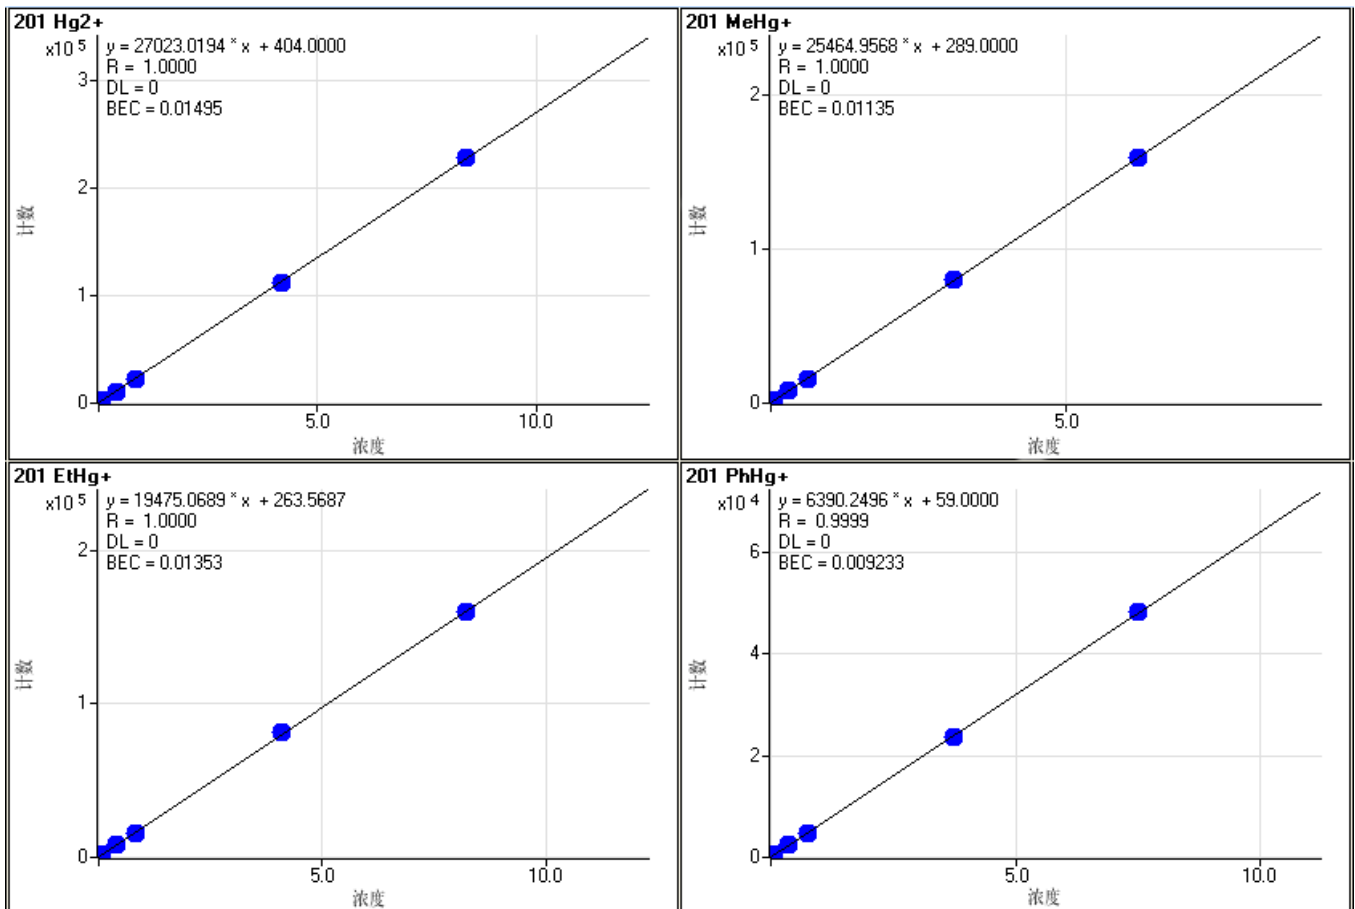 201 Hg2+
x10 5
y = 27023.0194 * x + 404.0000
R = 1.0000
DL = 0
BEC = 0.01495
3
2
1
0
5.0
10.0
计数
浓度
201 MeHg+
x10 5
y = 25464.9568 * x + 289.0000
R = 1.0000
DL = 0
BEC = 0.01135
2
1
0
5.0
计数
浓度
201 EtHg+
x10 5
y = 19475.0689 * x + 263.5687
R = 1.0000
DL = 0
BEC = 0.01353
2
1
0
5.0
10.0
计数
浓度
201 PhHg+
x10 4
y = 6390.2496 * x + 59.0000
R = 0.9999
DL = 0
BEC = 0.009233
6
4
2
0
5.0
10.0
计数
浓度